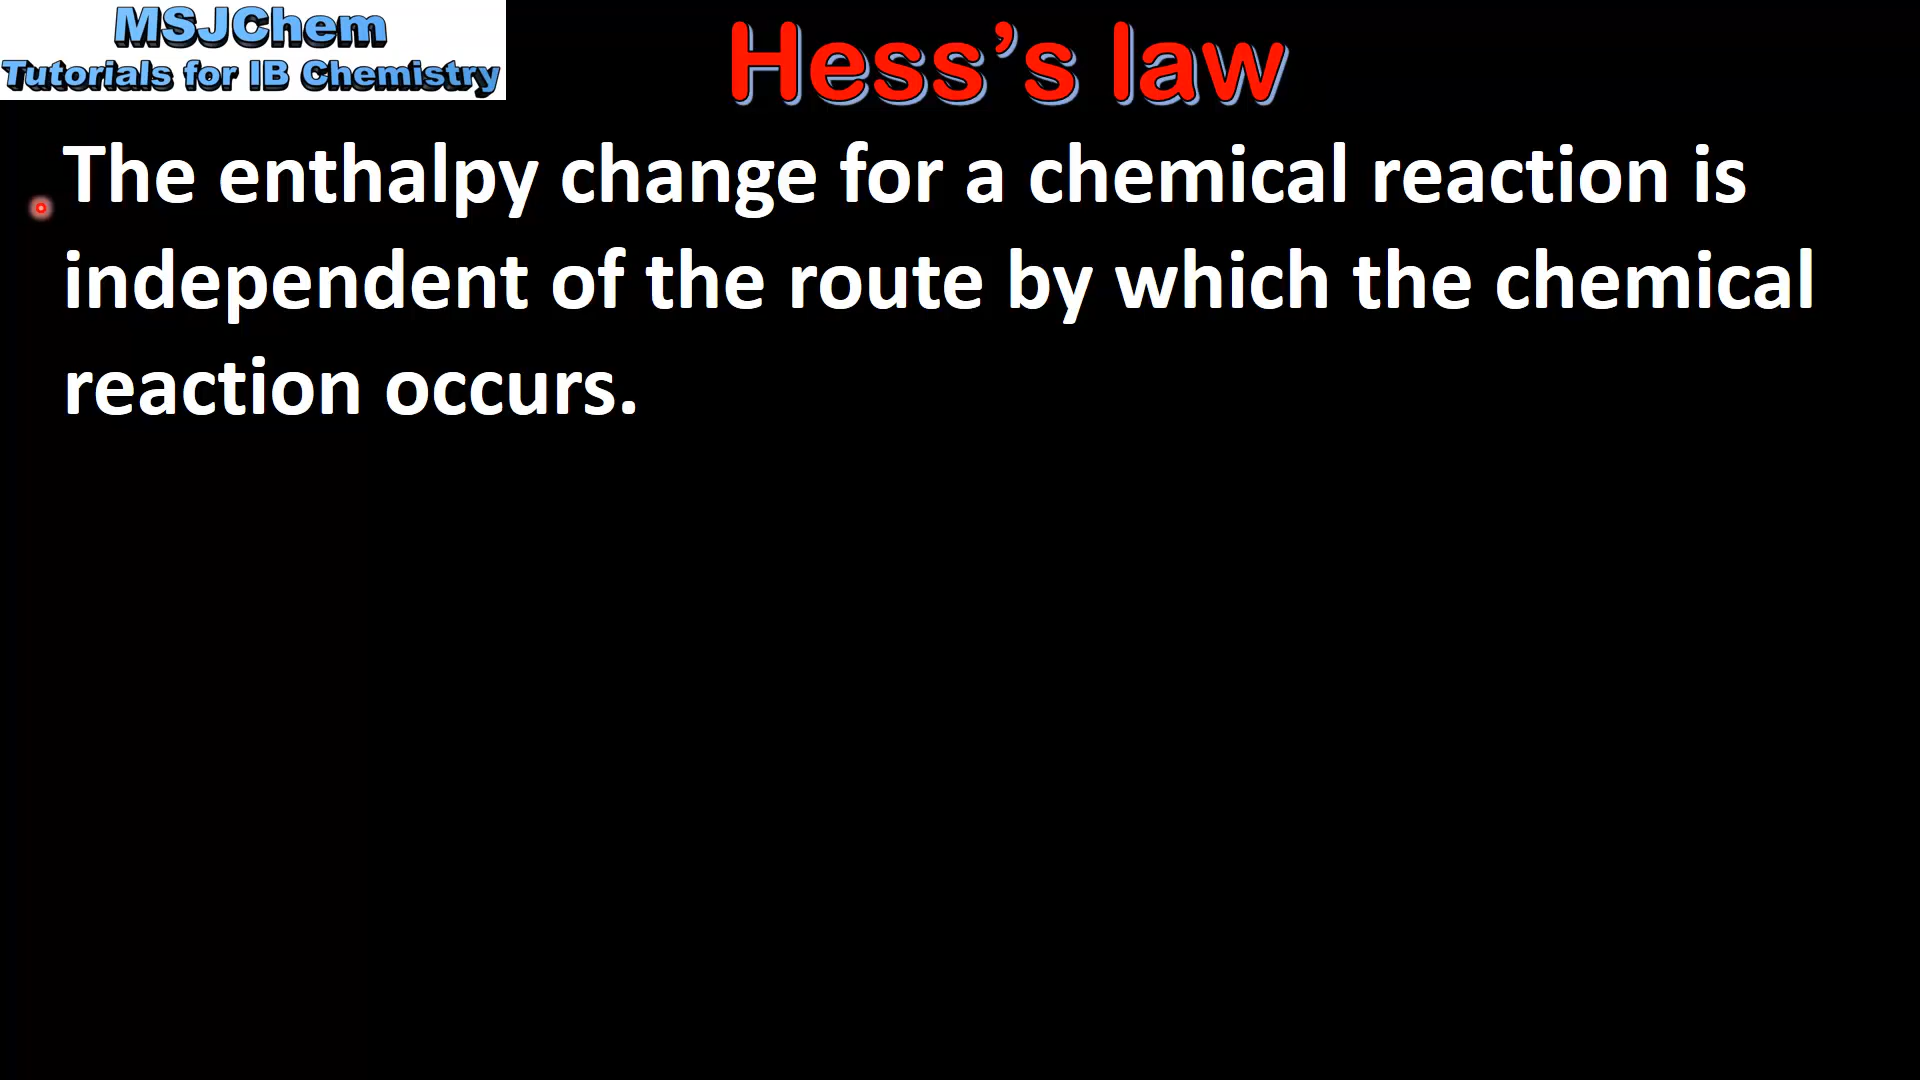 MSJChem
Tutorials for IB Chemistry
Hess’s law
The enthalpy change for a chemical reaction is
independent of the route by which the chemical
reaction occurs.